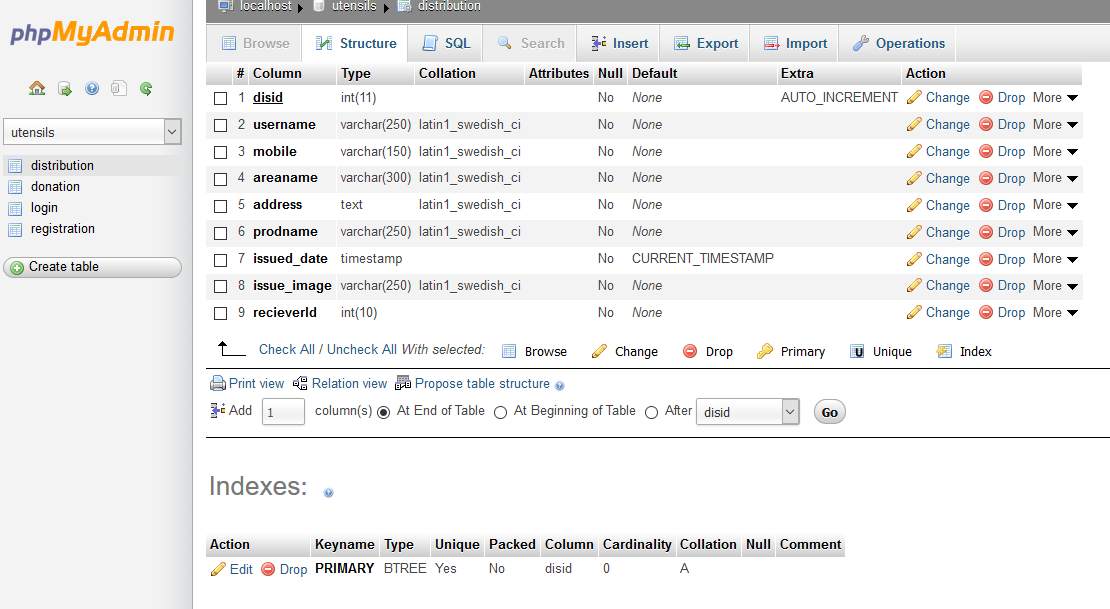 localhost utensils distribution
phpMyAdmin
Browse Structure SQL Search Insert Export Import Operations
utensils
distribution
donation
login
registration
Create table
# Column Type Collation Attributes Null Default Extra Action
1 disid int(11) No None AUTO_INCREMENT Change Drop More
2 username varchar(250) latin1_swedish_ci No None Change Drop More
3 mobile varchar(150) latin1_swedish_ci No None Change Drop More
4 areaname varchar(300) latin1_swedish_ci No None Change Drop More
5 address text latin1_swedish_ci No None Change Drop More
6 prodname varchar(250) latin1_swedish_ci No None Change Drop More
7 issued_date timestamp No CURRENT_TIMESTAMP Change Drop More
8 issue_image varchar(250) latin1_swedish_ci No None Change Drop More
9 recieverId int(10) No None Change Drop More
Check All / Uncheck All With selected: Browse Change Drop Primary U Unique Index
Print view Relation view Propose table structure
Add 1 column(s) At End of Table At Beginning of Table After disid Go
Indexes:
Action Keyname Type Unique Packed Column Cardinality Collation Null Comment
Edit Drop PRIMARY BTREE Yes No disid 0 A